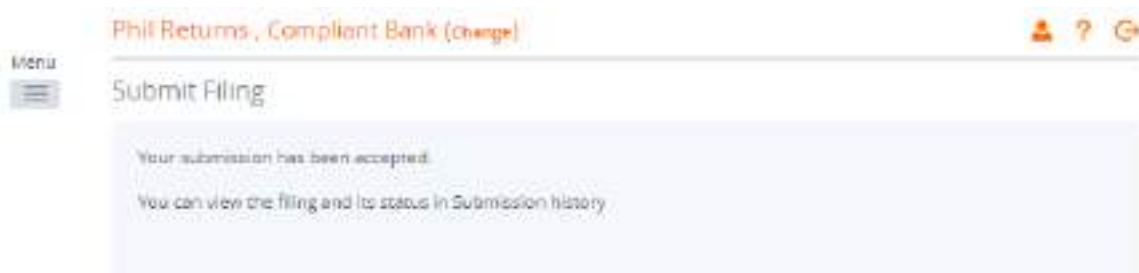 Phil Returns , Compliant Bank (change)
?
Menu
Submit Filing
Your submission has been accepted.
You can view the filing and its status in Submission history